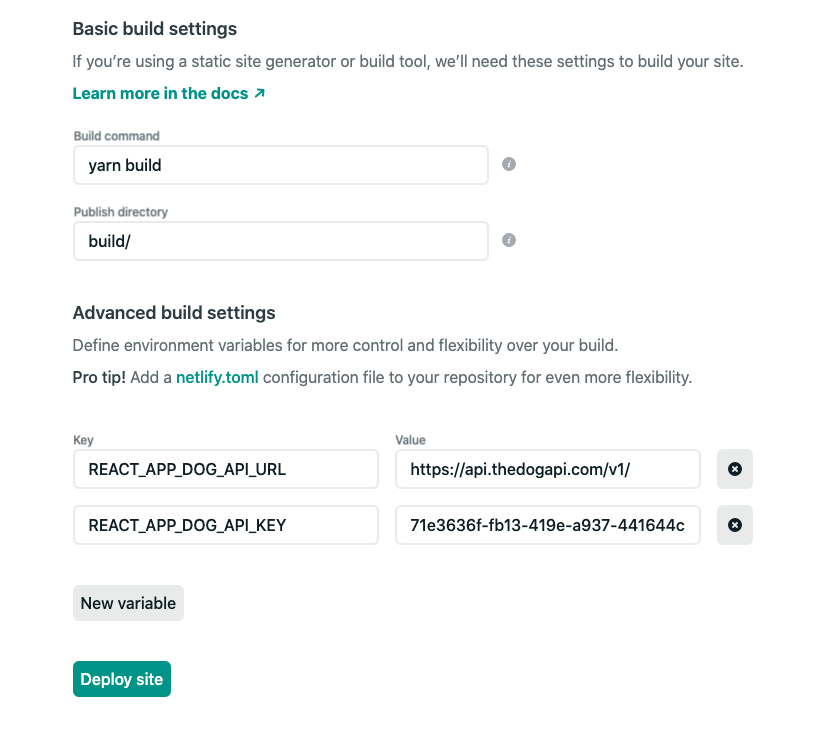 Basic build settings
If you’re using a static site generator or build tool, we’ll need these settings to build your site.
Learn more in the docs ↗
Build command
yarn build
Publish directory
build/
Advanced build settings
Define environment variables for more control and flexibility over your build.
Pro tip! Add a netlify.toml configuration file to your repository for even more flexibility.
Key Value
REACT_APP_DOG_API_URL https://api.thedogapi.com/v1/
REACT_APP_DOG_API_KEY 71e3636f-fb13-419e-a937-441644c
New variable
Deploy site